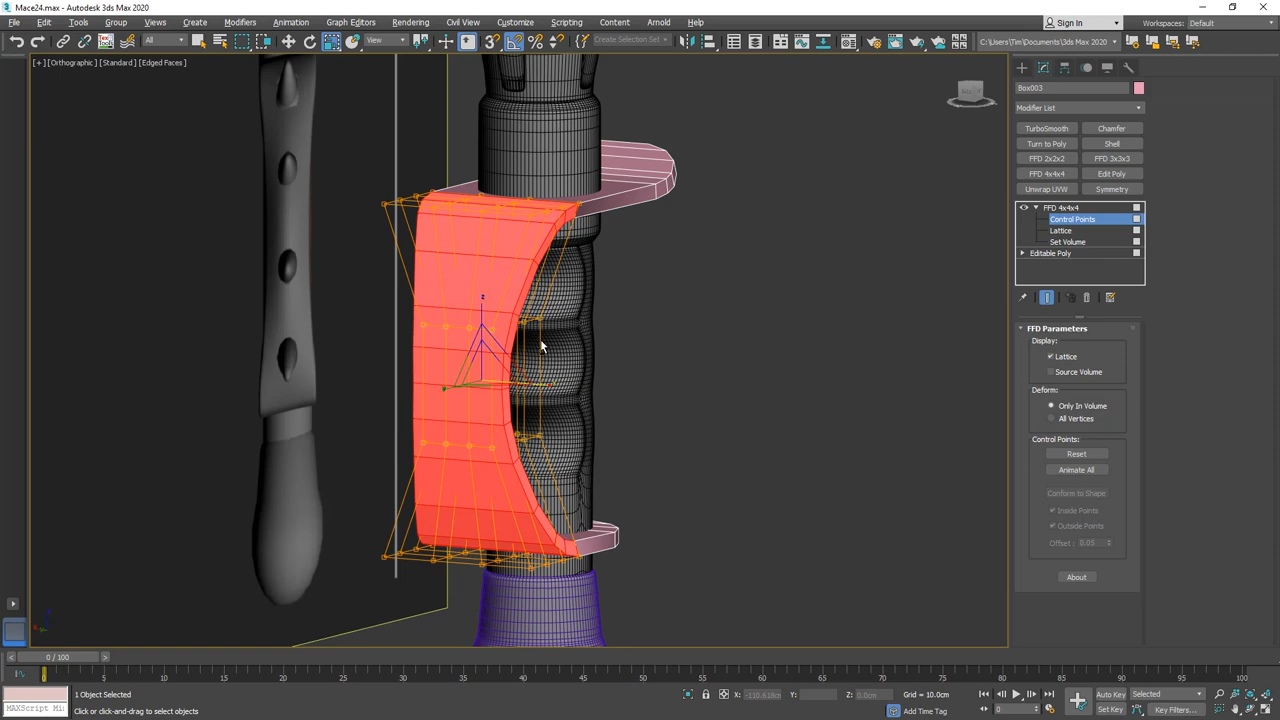 Mace24.max - Autodesk 3ds Max 2020
File Edit Tools Group Views Create Modifiers Animation Graph Editors Rendering Civil View Customize Scripting Content Arnold Help
Sign In
Workspaces: Default
All
View
Create Selection Se
C:\Users\Tim\Documents\3ds Max 2020
[+] [Orthographic] [Standard] [Edged Faces]
Box003
Modifier List
TurboSmooth Chamfer
Turn to Poly Shell
FFD 2x2x2 FFD 3x3x3
FFD 4x4x4 Edit Poly
Unwrap UVW Symmetry
FFD 4x4x4
Control Points
Lattice
Set Volume
Editable Poly
FFD Parameters
Display:
Lattice
Source Volume
Deform:
Only In Volume
All Vertices
Control Points:
Reset
Animate All
Conform to Shape
Inside Points
Outside Points
Offset : 0.05
About
z
0 / 100
0 5 10 15 20 25 30 35 40 45 50 55 60 65 70 75 80 85 90 95 100
1 Object Selected
X: -110.618cm Y: Z: 0.0cm Grid = 10.0cm
Auto Key Selected
MAXScript Mi
Click or click-and-drag to select objects
Add Time Tag
0
Set Key Key Filters...